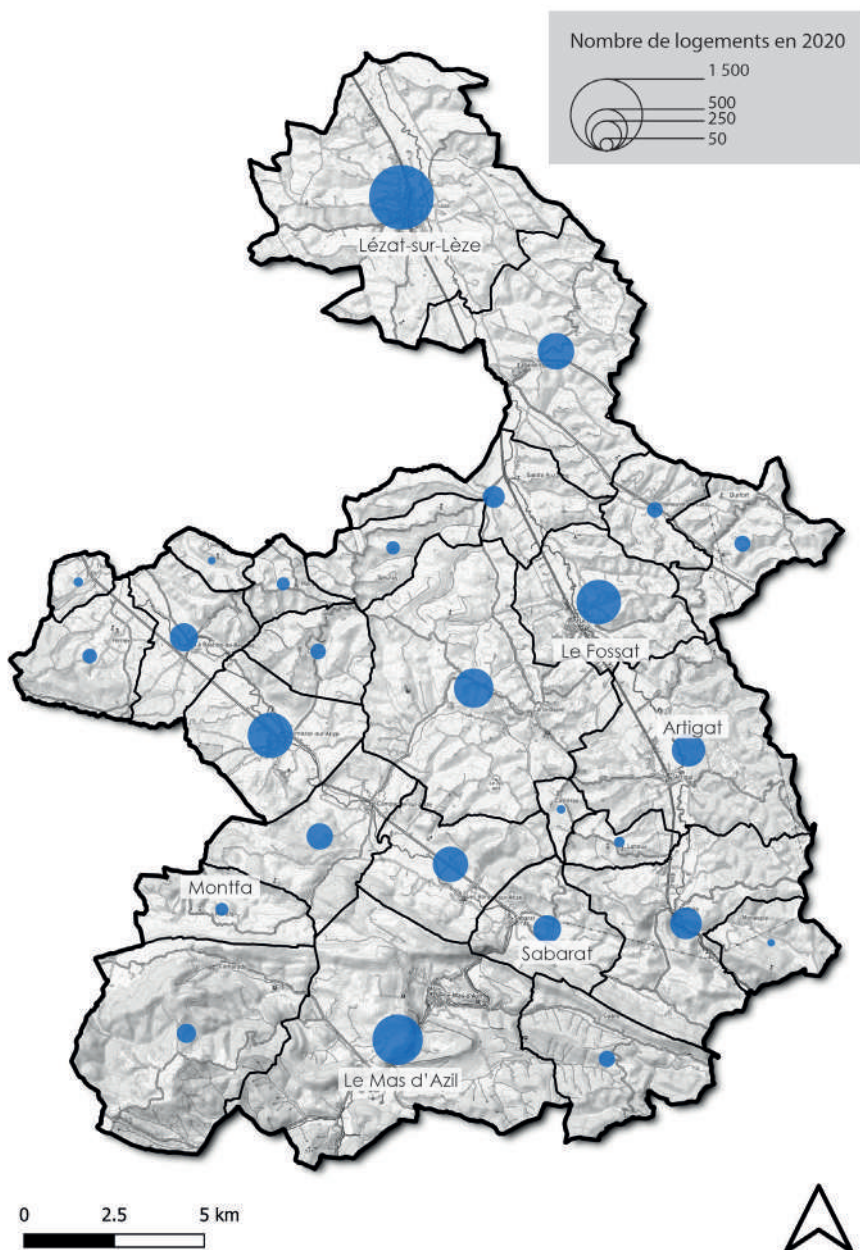 Nombre de logements en 2020
1 500
500
250
50
Lézat-sur-Lèze
Durfort
Le Fossat
Artigat
Montfa
Sabarat
Le Mas d'Azil
0 2.5 5 km